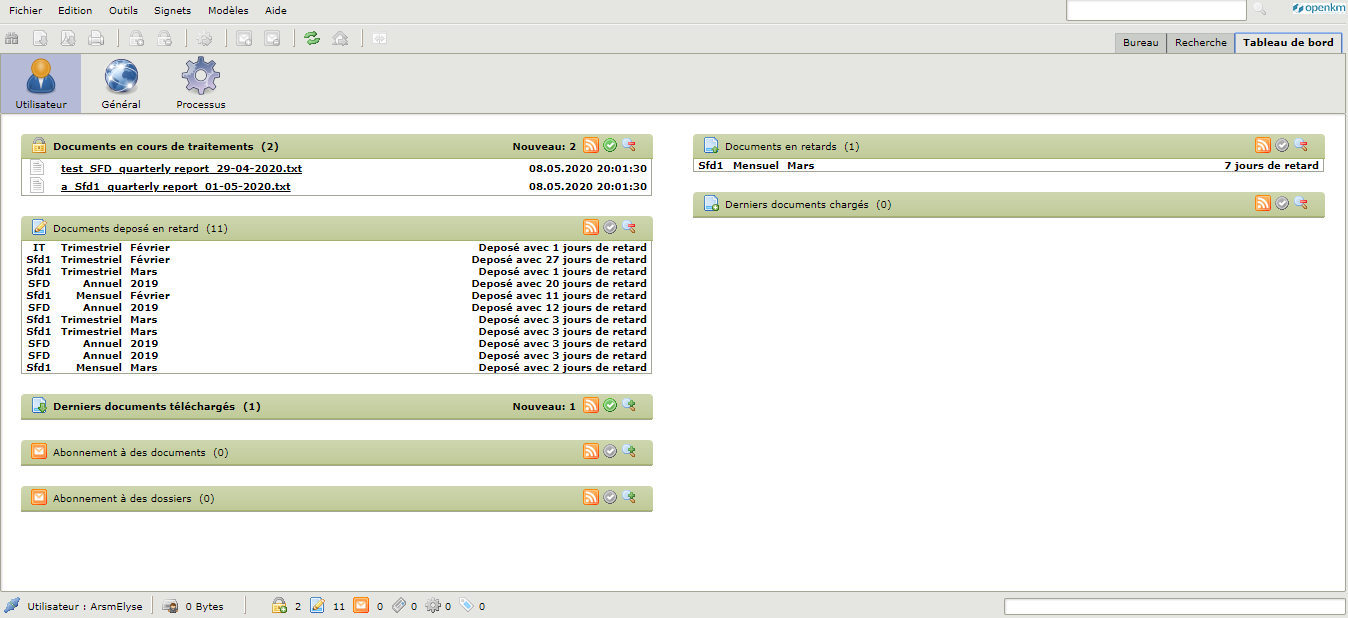 Fichier Edition Outils Signets Modèles Aide
openkm
Bureau Recherche Tableau de bord
Utilisateur Général Processus
Documents en cours de traitements (2) Nouveau: 2
test_SFD_quarterly report_29-04-2020.txt 08.05.2020 20:01:30
a_Sfd1_quarterly report_01-05-2020.txt 08.05.2020 20:01:30
Documents deposé en retard (11)
IT Trimestriel Février Deposé avec 1 jours de retard
Sfd1 Trimestriel Février Deposé avec 27 jours de retard
Sfd1 Trimestriel Mars Deposé avec 1 jours de retard
SFD Annuel 2019 Deposé avec 20 jours de retard
Sfd1 Mensuel Février Deposé avec 11 jours de retard
SFD Annuel 2019 Deposé avec 12 jours de retard
Sfd1 Trimestriel Mars Deposé avec 3 jours de retard
Sfd1 Trimestriel Mars Deposé avec 3 jours de retard
SFD Annuel 2019 Deposé avec 3 jours de retard
SFD Annuel 2019 Deposé avec 3 jours de retard
Sfd1 Mensuel Mars Deposé avec 2 jours de retard
Derniers documents téléchargés (1) Nouveau: 1
Abonnement à des documents (0)
Abonnement à des dossiers (0)
Documents en retards (1)
Sfd1 Mensuel Mars 7 jours de retard
Derniers documents chargés (0)
Utilisateur : ArsmElyse 0 Bytes 2 11 0 0 0 0